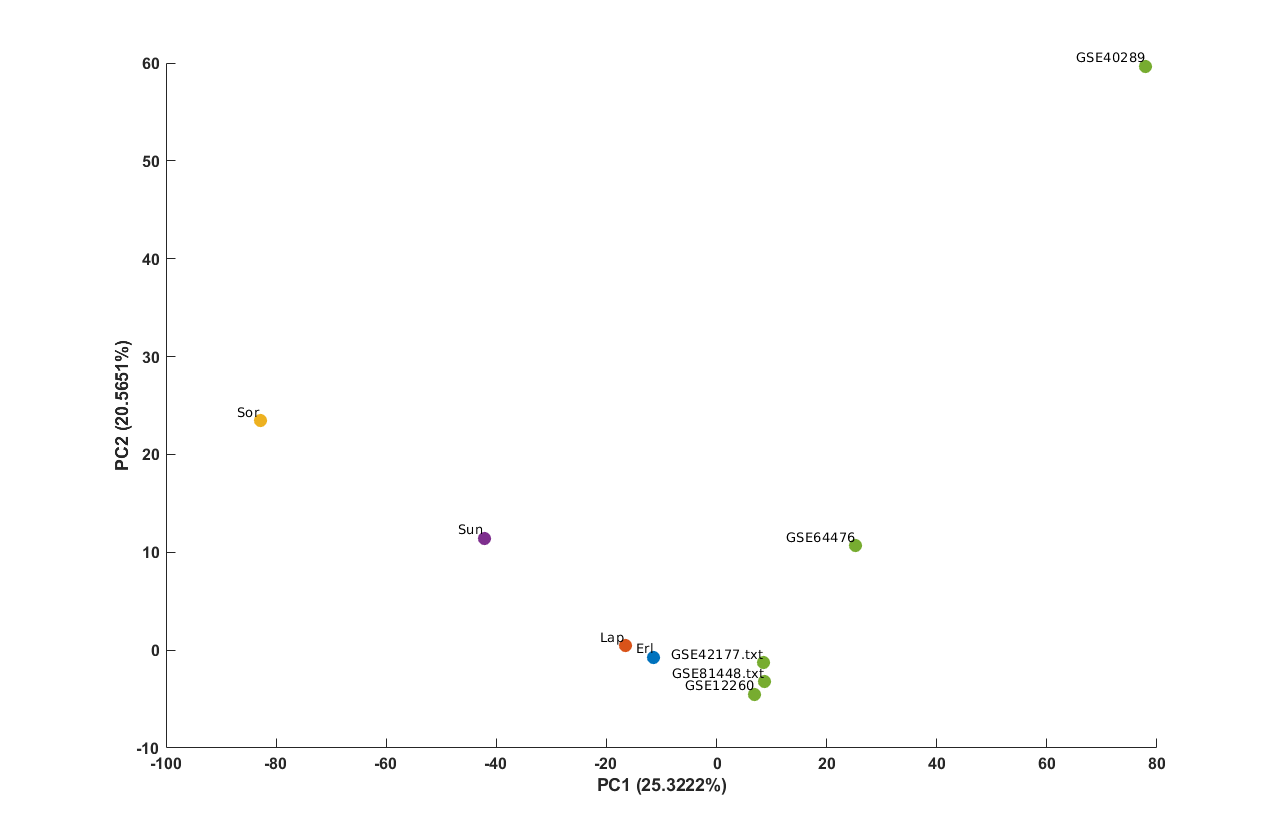 GSE40289
60
50
40
30
Sor
20
Sun
GSE64476
10
Lap
Erl
GSE42177.txt
0
GSE81448.txt
GSE12260
-10
-100 -80 -60 -40 -20 0 20 40 60 80
PC1 (25.3222%)
PC2 (20.5651%)